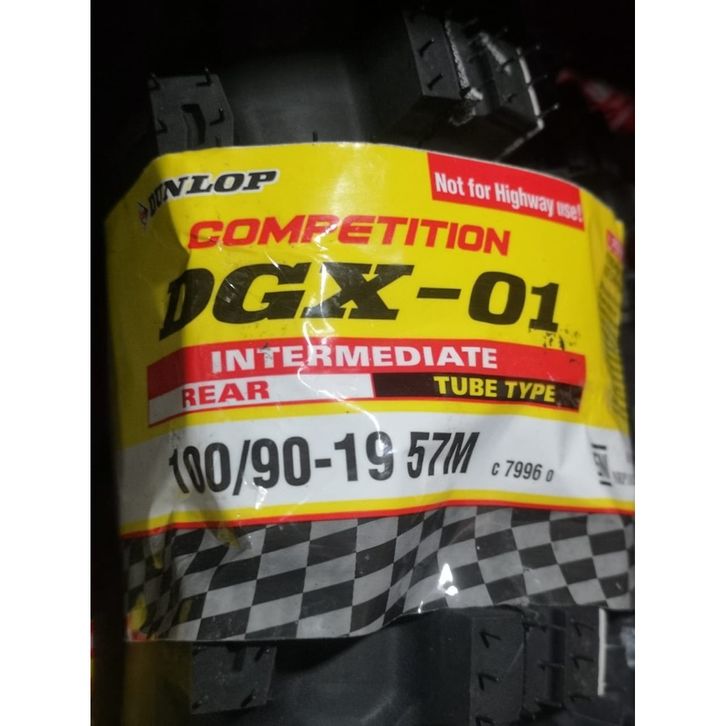 DUNLOP
Not for Highway use!
COMPETITION
DGX-01
INTERMEDIATE
REAR
TUBE TYPE
100/90-19 57M c 7996 o